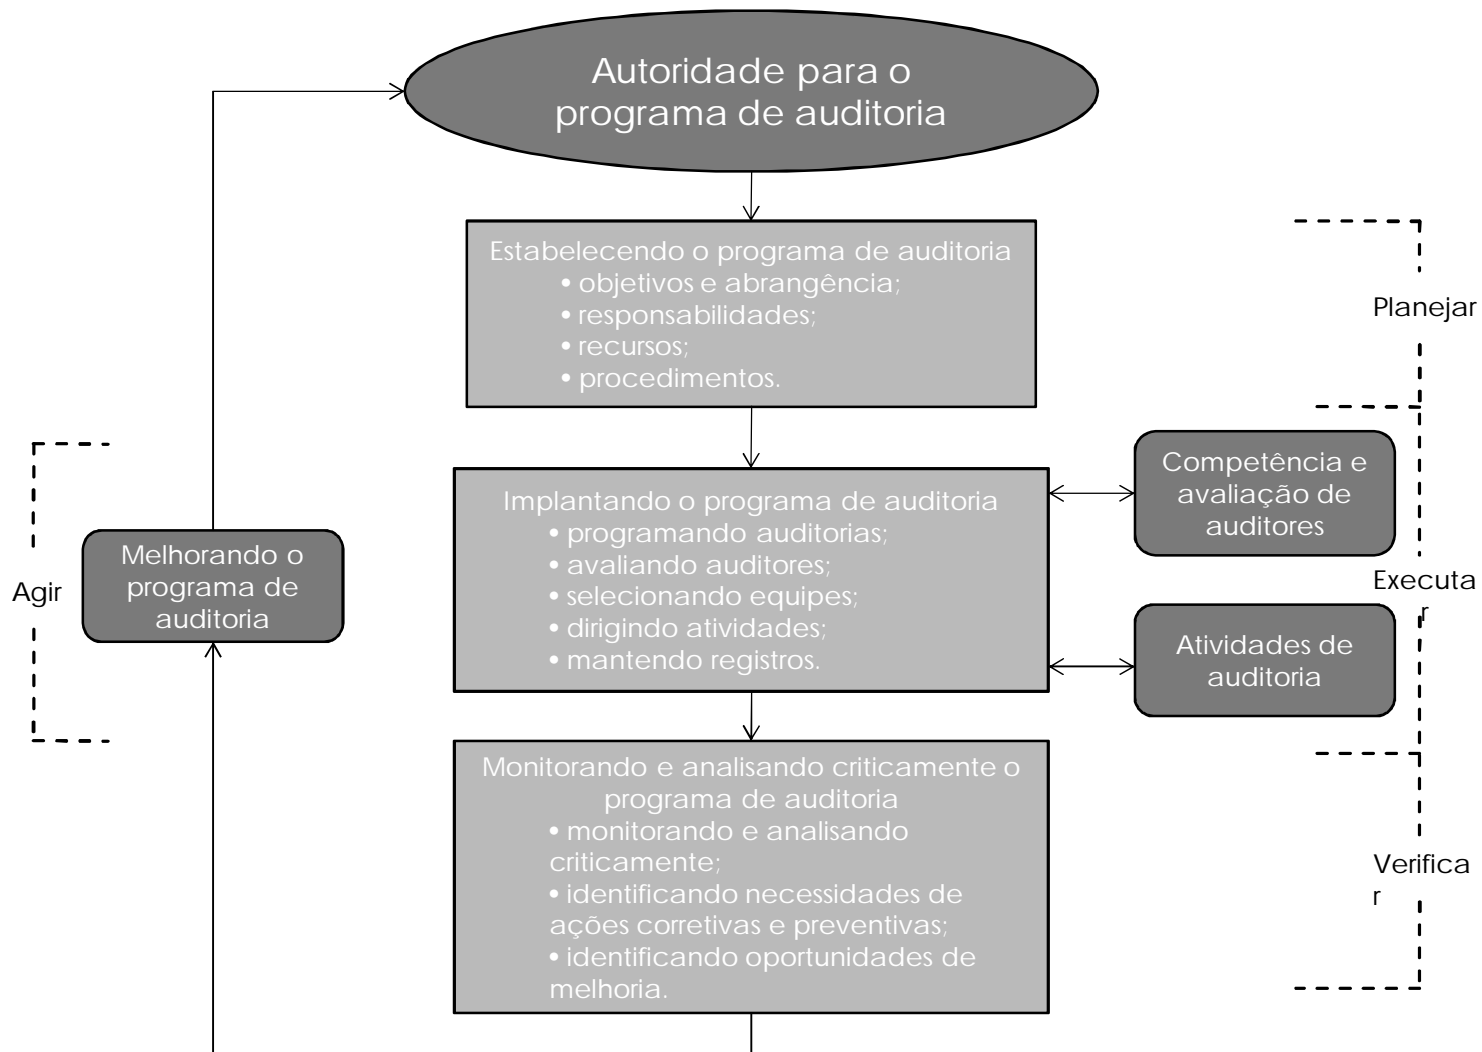 Autoridade para o
programa de auditoria
Estabelecendo o programa de auditoria
• objetivos e abrangência;
• responsabilidades;
• recursos;
• procedimentos.
Planejar
Implantando o programa de auditoria
• programando auditorias;
• avaliando auditores;
• selecionando equipes;
• dirigindo atividades;
• mantendo registros.
Competência e
avaliação de
auditores
Executa
r
Atividades de
auditoria
Melhorando o
programa de
auditoria
Agir
Monitorando e analisando criticamente o
programa de auditoria
• monitorando e analisando
criticamente;
• identificando necessidades de
ações corretivas e preventivas;
• identificando oportunidades de
melhoria.
Verifica
r